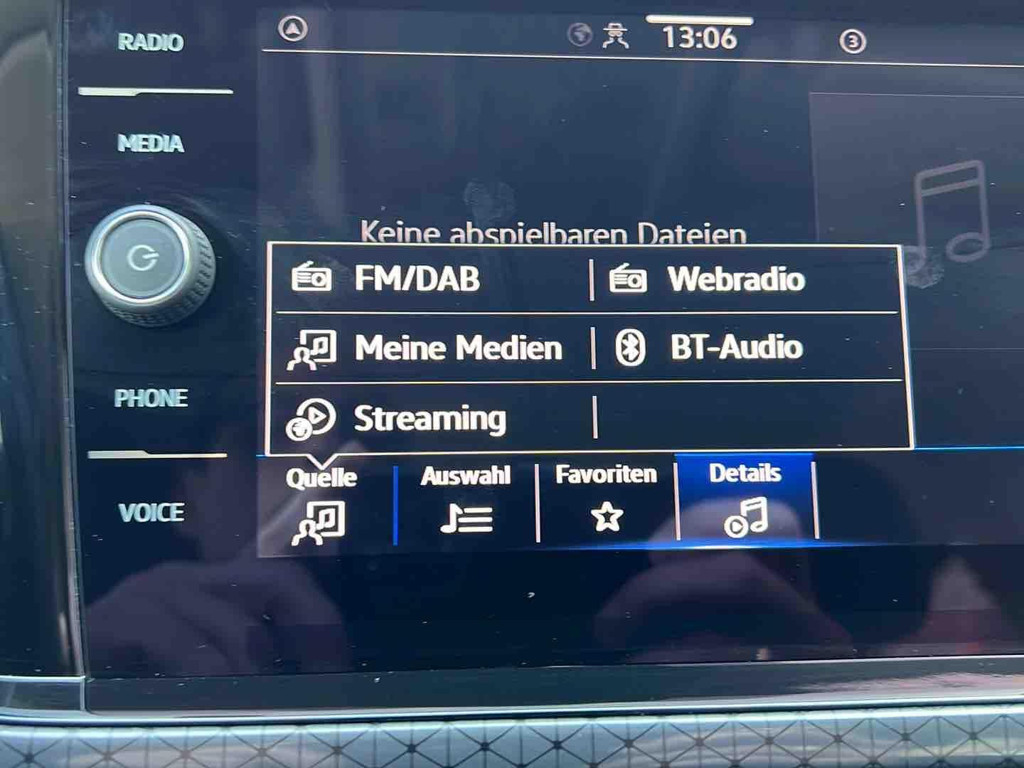 RADIO
MEDIA
PHONE
VOICE
13:06
3
Keine abspielbaren Dateien
FM/DAB
Webradio
Meine Medien
BT-Audio
Streaming
Quelle
Auswahl
Favoriten
Details